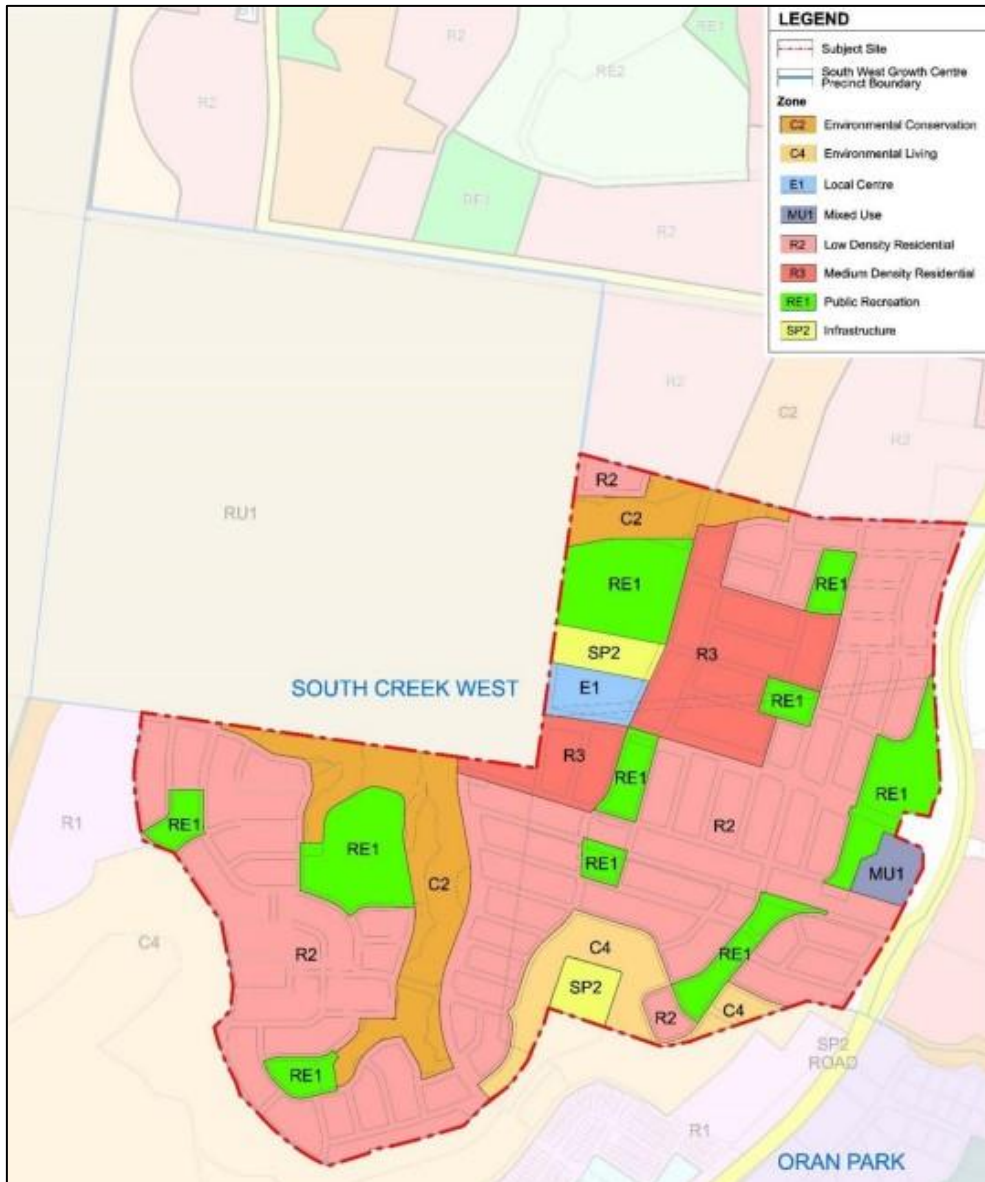 LEGEND
Subject Site
South West Growth Centre
Precinct Boundary
Zone
C2 Environmental Conservation
C4 Environmental Living
E1 Local Centre
MU1 Mixed Use
R2 Low Density Residential
R3 Medium Density Residential
RE1 Public Recreation
SP2 Infrastructure
R2
RE1
RE2
R2
RE1
R2
R2
C2
R2
RU1
R2
C2
RE1
RE1
SP2
R3
SOUTH CREEK WEST
E1
RE1
R3
RE1
RE1
R1
RE1
R2
RE1
RE1
C2
MU1
C4
R2
C4
RE1
SP2
R2
C4
SP2
ROAD
RE1
R1
ORAN PARK